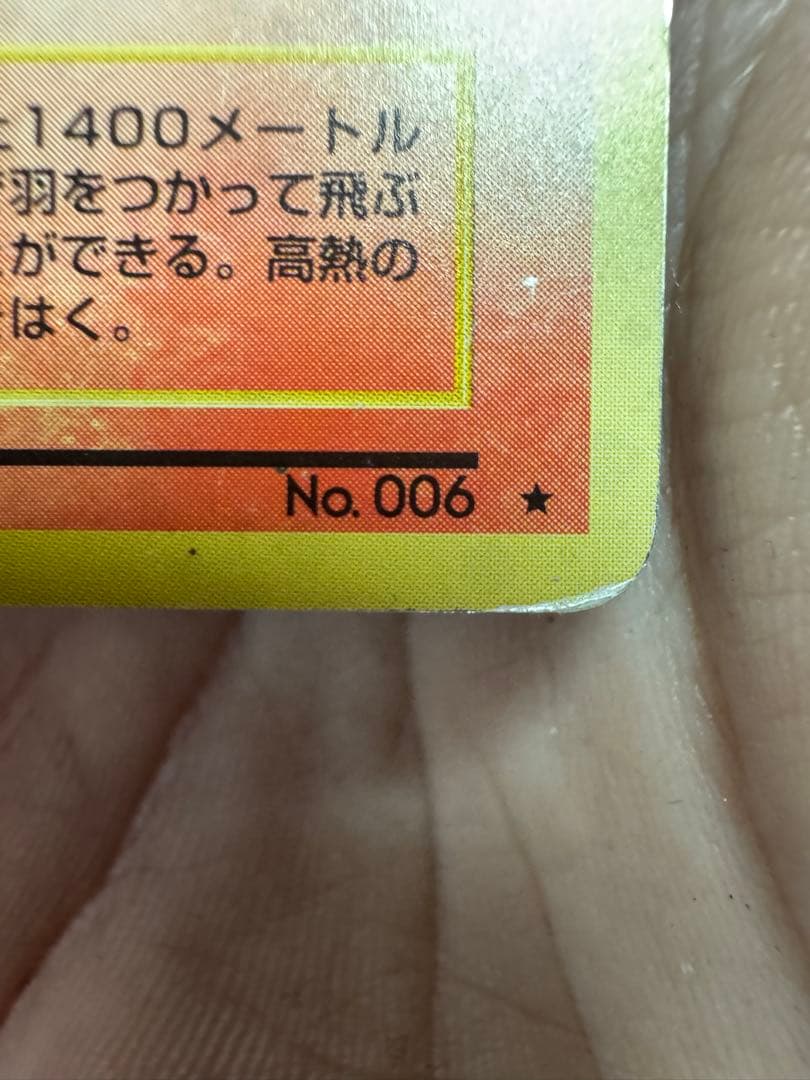 1400メートル
羽をつかって飛ぶ
ができる。高熱の
はく。
No. 006 ★